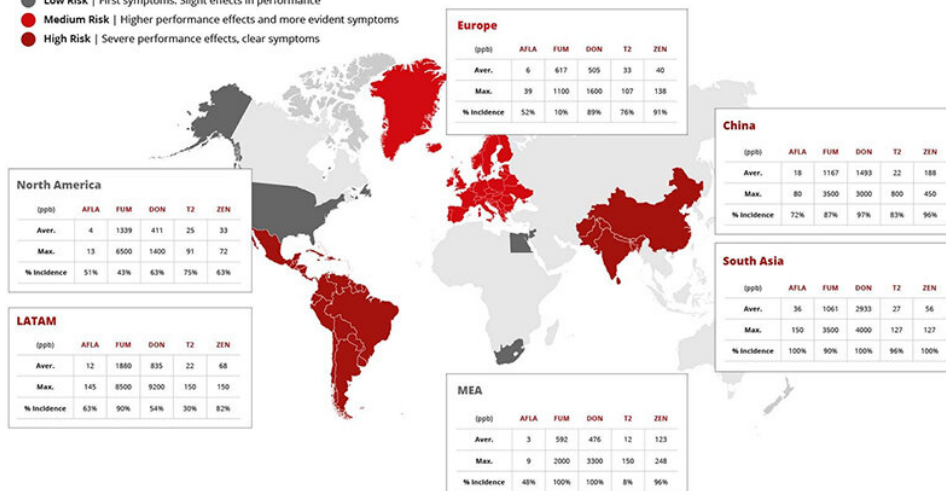 Low Risk | First symptoms. Slight effects in performance
Medium Risk | Higher performance effects and more evident symptoms
High Risk | Severe performance effects, clear symptoms
Europe
(ppb) AFLA FUM DON T2 ZEN
Aver. 6 617 505 33 40
Max. 39 1100 1600 107 138
% Incidence 52% 10% 89% 76% 91%
China
(ppb) AFLA FUM DON T2 ZEN
Aver. 18 1167 1493 22 188
Max. 80 3500 3000 800 450
% Incidence 72% 87% 97% 83% 96%
North America
(ppb) AFLA FUM DON T2 ZEN
Aver. 4 1339 411 25 33
Max. 13 6500 1400 91 72
% Incidence 51% 43% 63% 75% 63%
South Asia
(ppb) AFLA FUM DON T2 ZEN
Aver. 36 1061 2933 27 56
Max. 150 3500 4000 127 127
% Incidence 100% 90% 100% 96% 100%
LATAM
(ppb) AFLA FUM DON T2 ZEN
Aver. 12 1880 835 22 68
Max. 145 8500 9200 150 150
% Incidence 63% 90% 54% 30% 82%
MEA
(ppb) AFLA FUM DON T2 ZEN
Aver. 3 592 476 12 123
Max. 9 2000 3300 150 248
% Incidence 48% 100% 100% 8% 96%